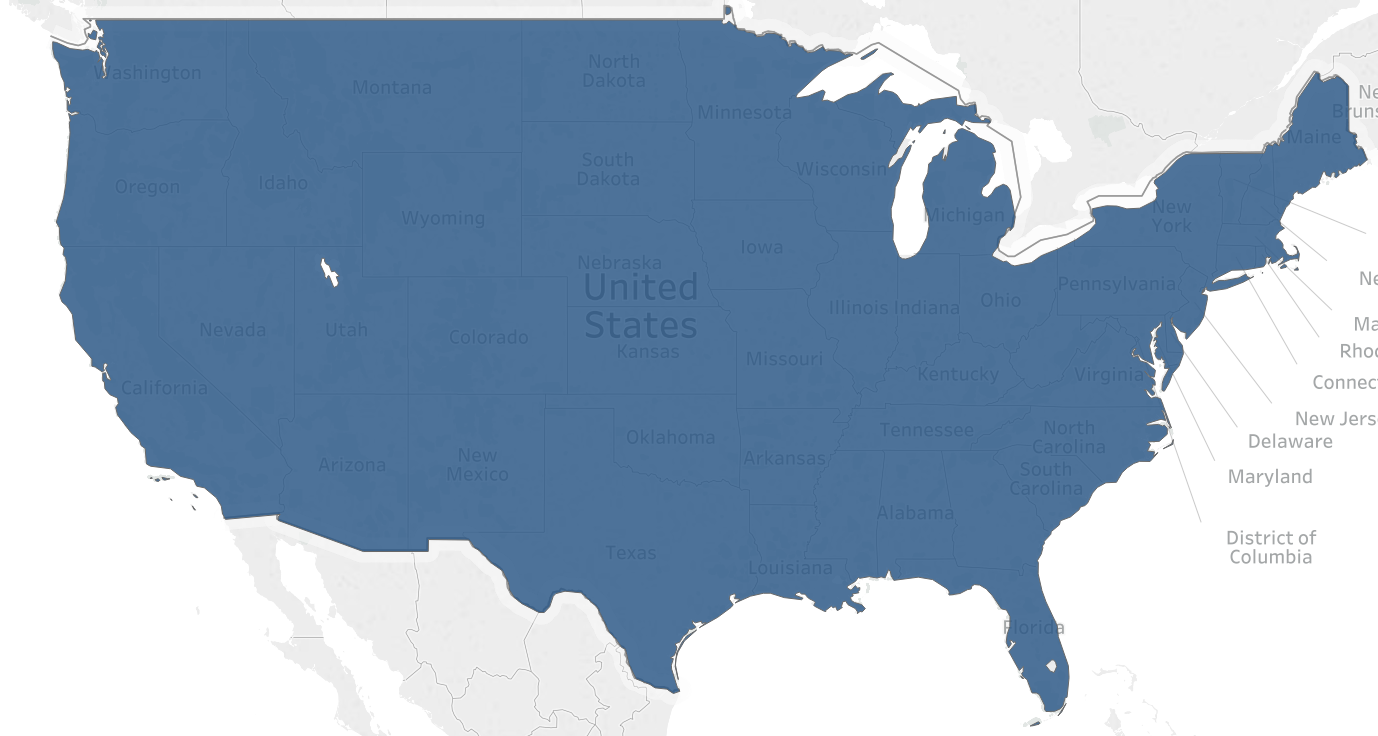 Washington
Montana
North
Dakota
Minnesota
Ne
Bruns
Maine
Oregon
Idaho
South
Dakota
Wisconsin
Wyoming
Michigan
New
York
Iowa
Nebraska
United
States
Ne
Pennsylvania
Ohio
Illinois
Indiana
Nevada
Utah
Colorado
Kansas
Missouri
Ma
Rhod
California
Kentucky
Virginia
Connect
New Jers
Oklahoma
Tennessee
North
Carolina
Delaware
Arizona
New
Mexico
Arkansas
South
Carolina
Maryland
Alabama
Texas
Louisiana
District of
Columbia
Florida